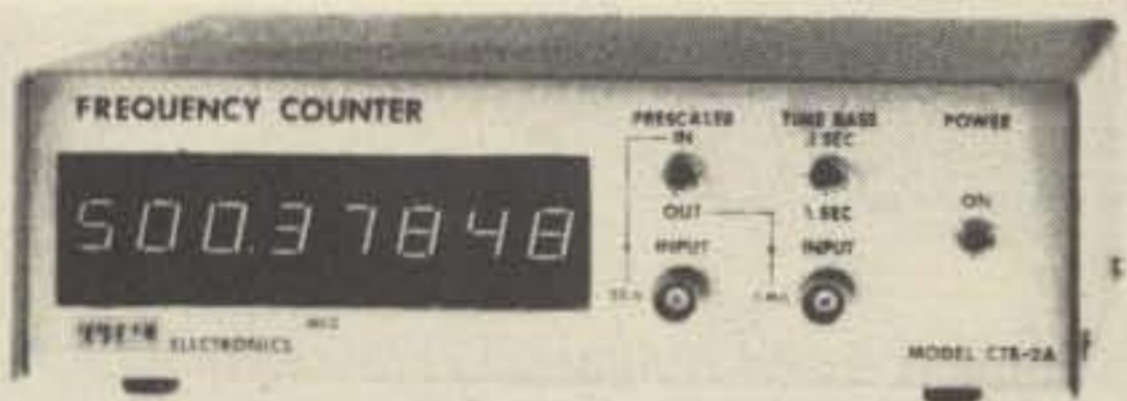 FREQUENCY COUNTER
PRESCALER
IN
OUT
INPUT
TIME BASE
.1 SEC
1 SEC
INPUT
POWER
ON
500.37848
ELECTRONICS
MODEL CTR-2A